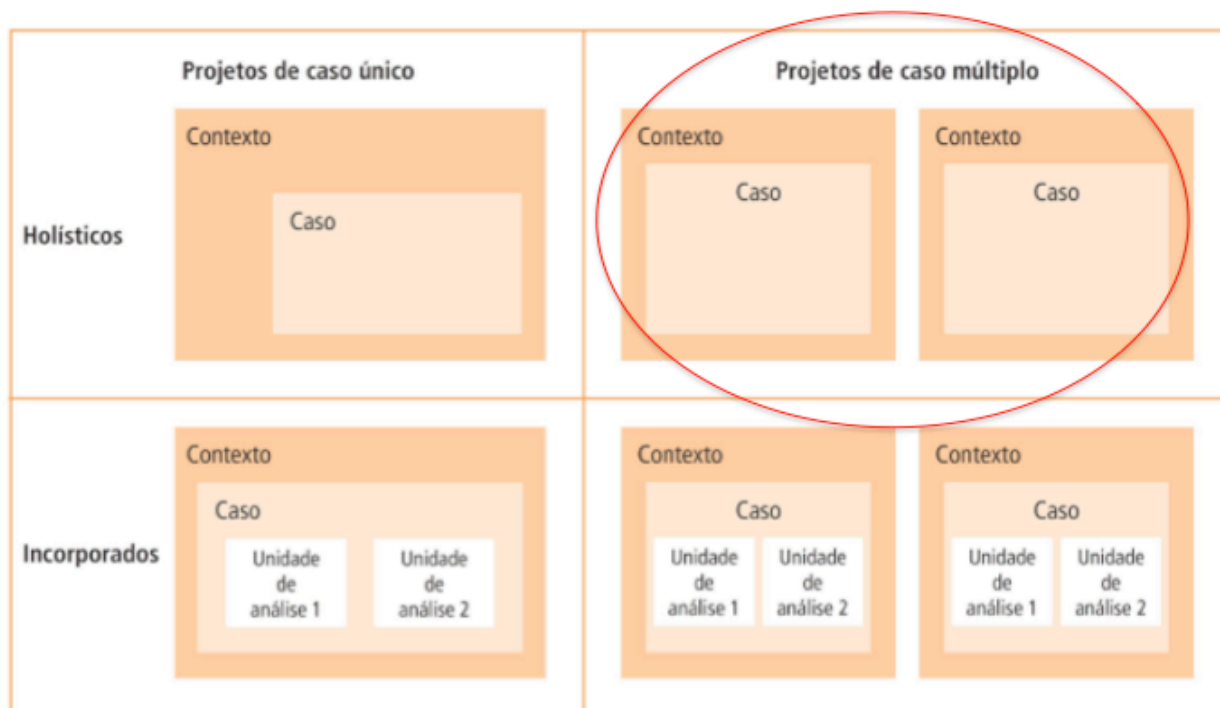 Projetos de caso único
Projetos de caso múltiplo
Holísticos
Contexto
Caso
Contexto
Caso
Contexto
Caso
Incorporados
Contexto
Caso
Unidade
de
análise 1
Unidade
de
análise 2
Contexto
Caso
Unidade
de
análise 1
Unidade
de
análise 2
Contexto
Caso
Unidade
de
análise 1
Unidade
de
análise 2